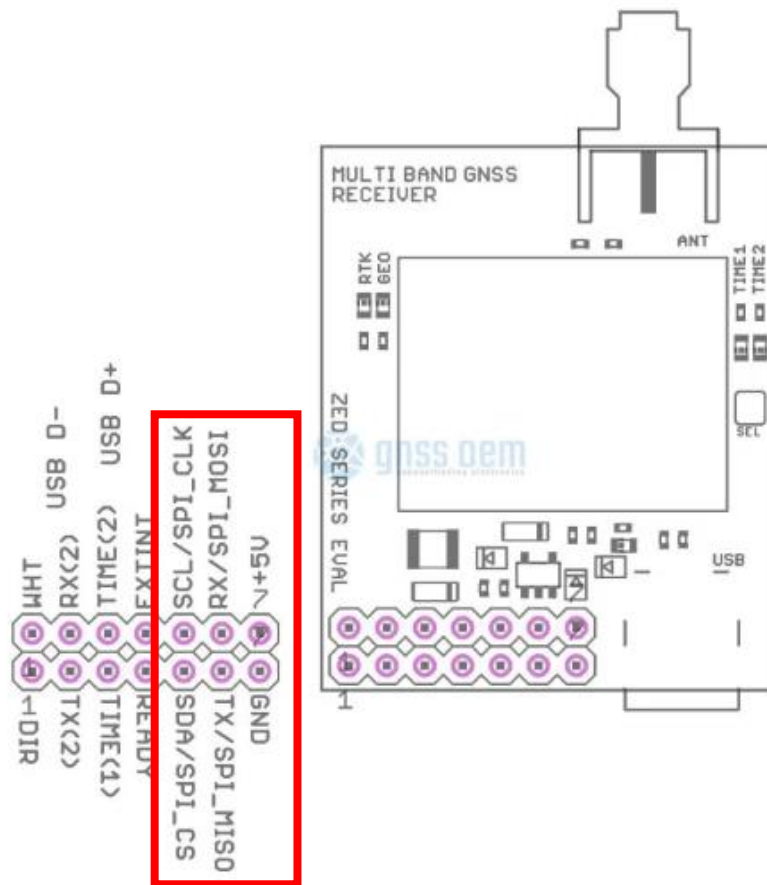 MULTI BAND GNSS
RECEIVER
ANT
RTK
GEO
TIME1
TIME2
SEL
ZED SERIES EVAL
gnss oem
USB
1
WHT
RX(2)
USB D-
TIME(2)
USB D+
SCL/SPI_CLK
RX/SPI_MOSI
7
+5V
1
DIR
TX(2)
TIME(1)
READY
SDA/SPI_CS
TX/SPI_MISO
GND